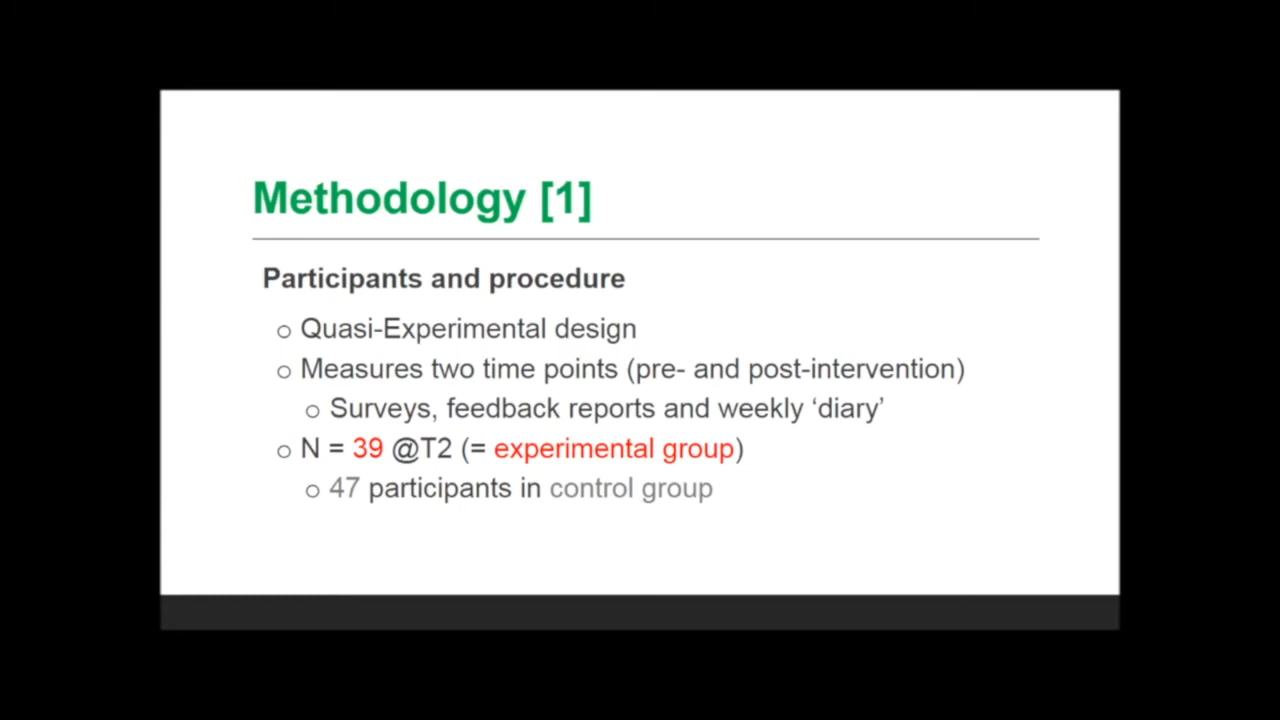 Methodology [1]
Participants and procedure
o Quasi-Experimental design
o Measures two time points (pre- and post-intervention)
o Surveys, feedback reports and weekly ‘diary’
o N = 39 @T2 (= experimental group)
o 47 participants in control group